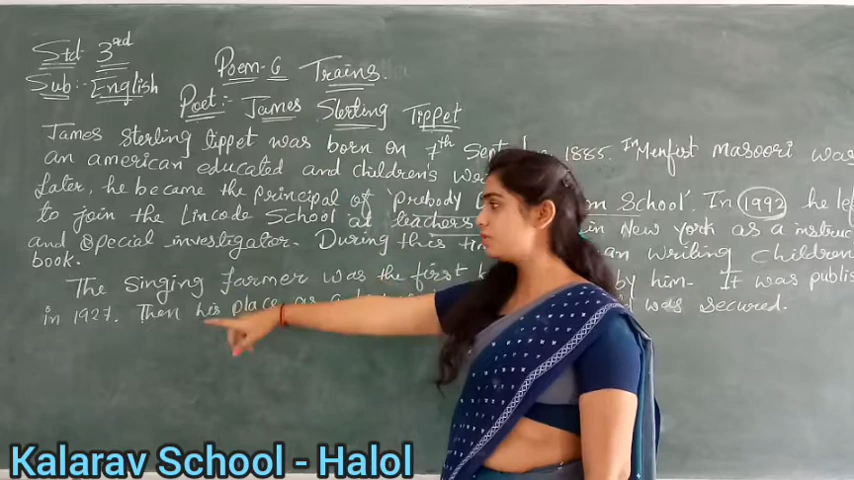 Std 3rd
Sub:- English
Poem-6 Trains.
Poet:- James Sterling Tippet
James sterling tippet was born on 7th 1885. In Menfist masoori was
an american educated and children's
Later, he became the principal of 'Prebody School'. In 1992 he
to join the Lincode School at teachers in New york as a instruc
and special investigator. During this writing children
book.
The Singing farmer was the first by him. It was publis
in 1927. Then his place as a was secured.
Kalarav School - Halol